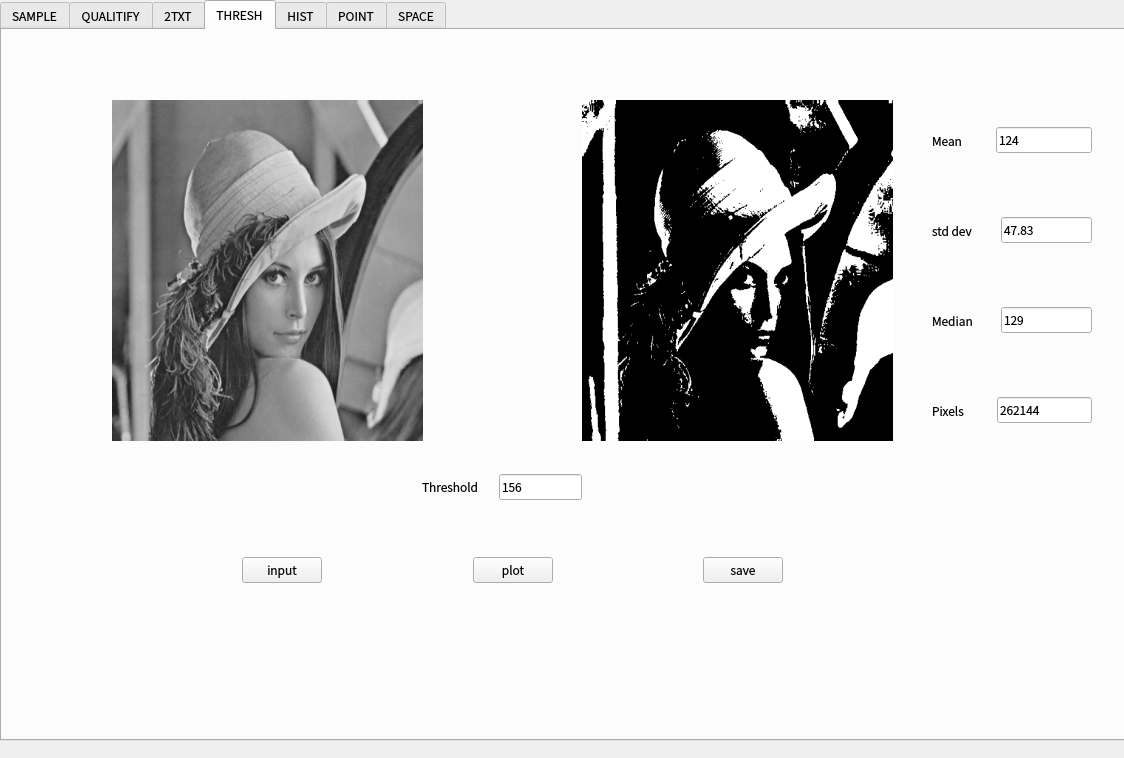 SAMPLE QUALITIFY 2TXT THRESH HIST POINT SPACE
Mean 124
std dev 47.83
Median 129
Pixels 262144
Threshold 156
input plot save